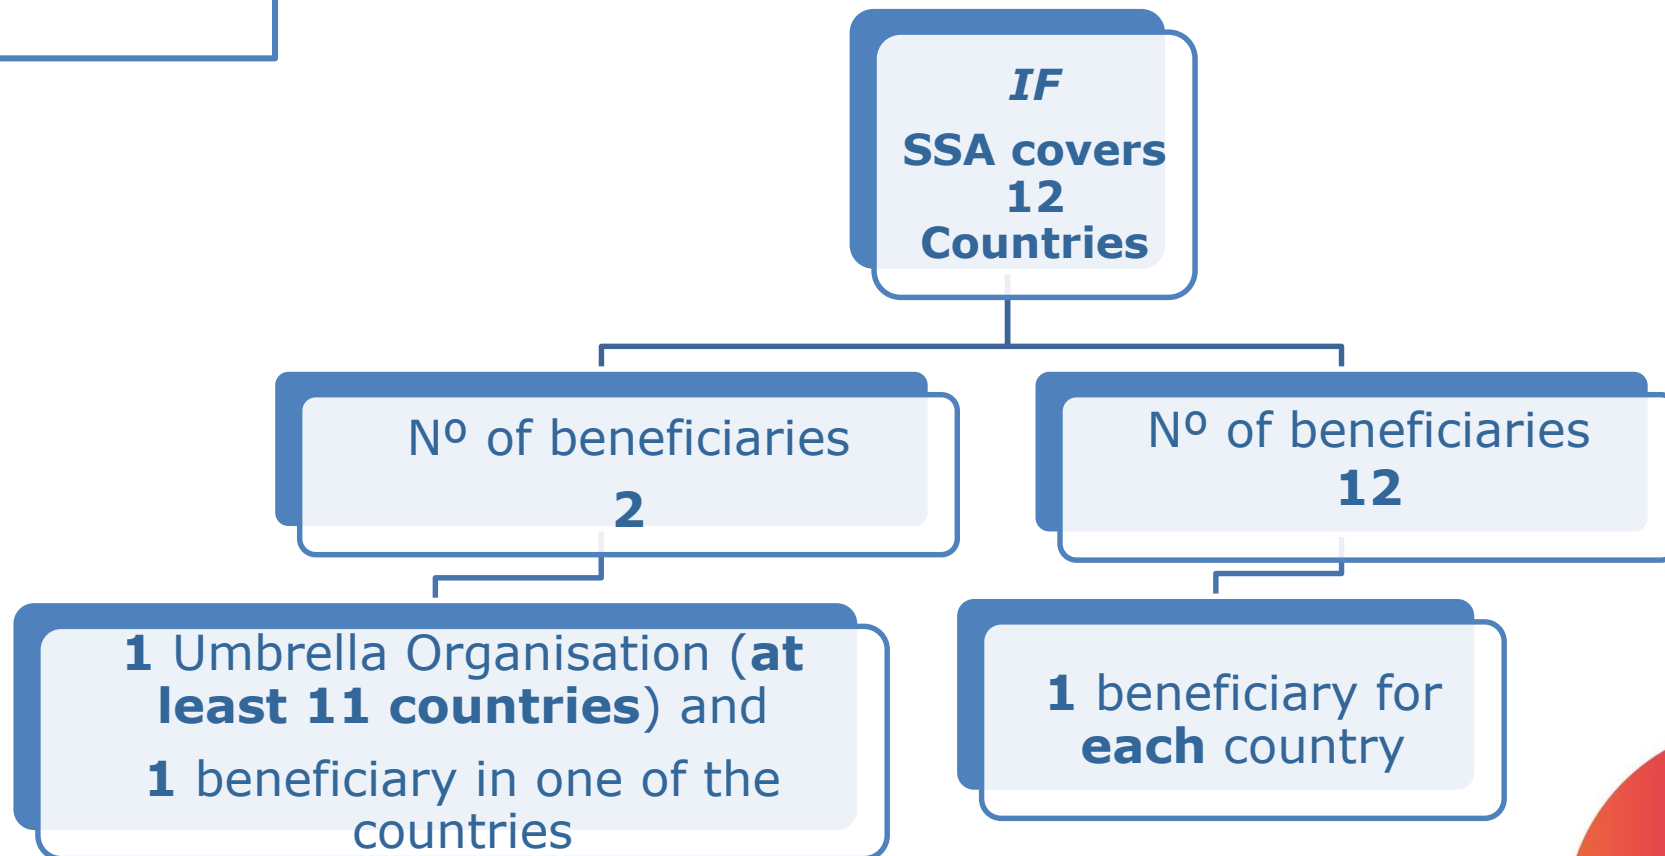 IF
SSA covers
12
Countries
Nº of beneficiaries
2
Nº of beneficiaries
12
1 Umbrella Organisation (at
least 11 countries) and
1 beneficiary in one of the
countries
1 beneficiary for
each country